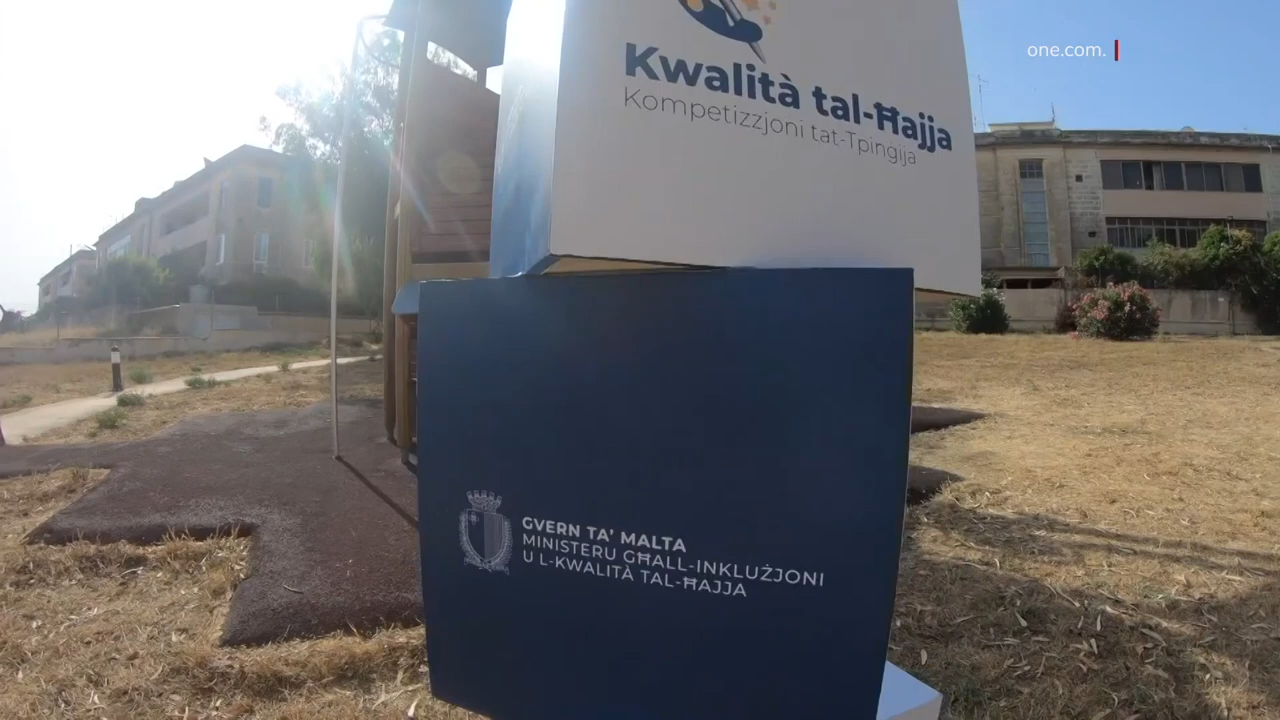 one.com.
Kwalità tal-Ħajja
Kompetizzjoni tat-Tpinġija
GVERN TA' MALTA
MINISTERU GĦALL-INKLUŻJONI
U L-KWALITÀ TAL-ĦAJJA